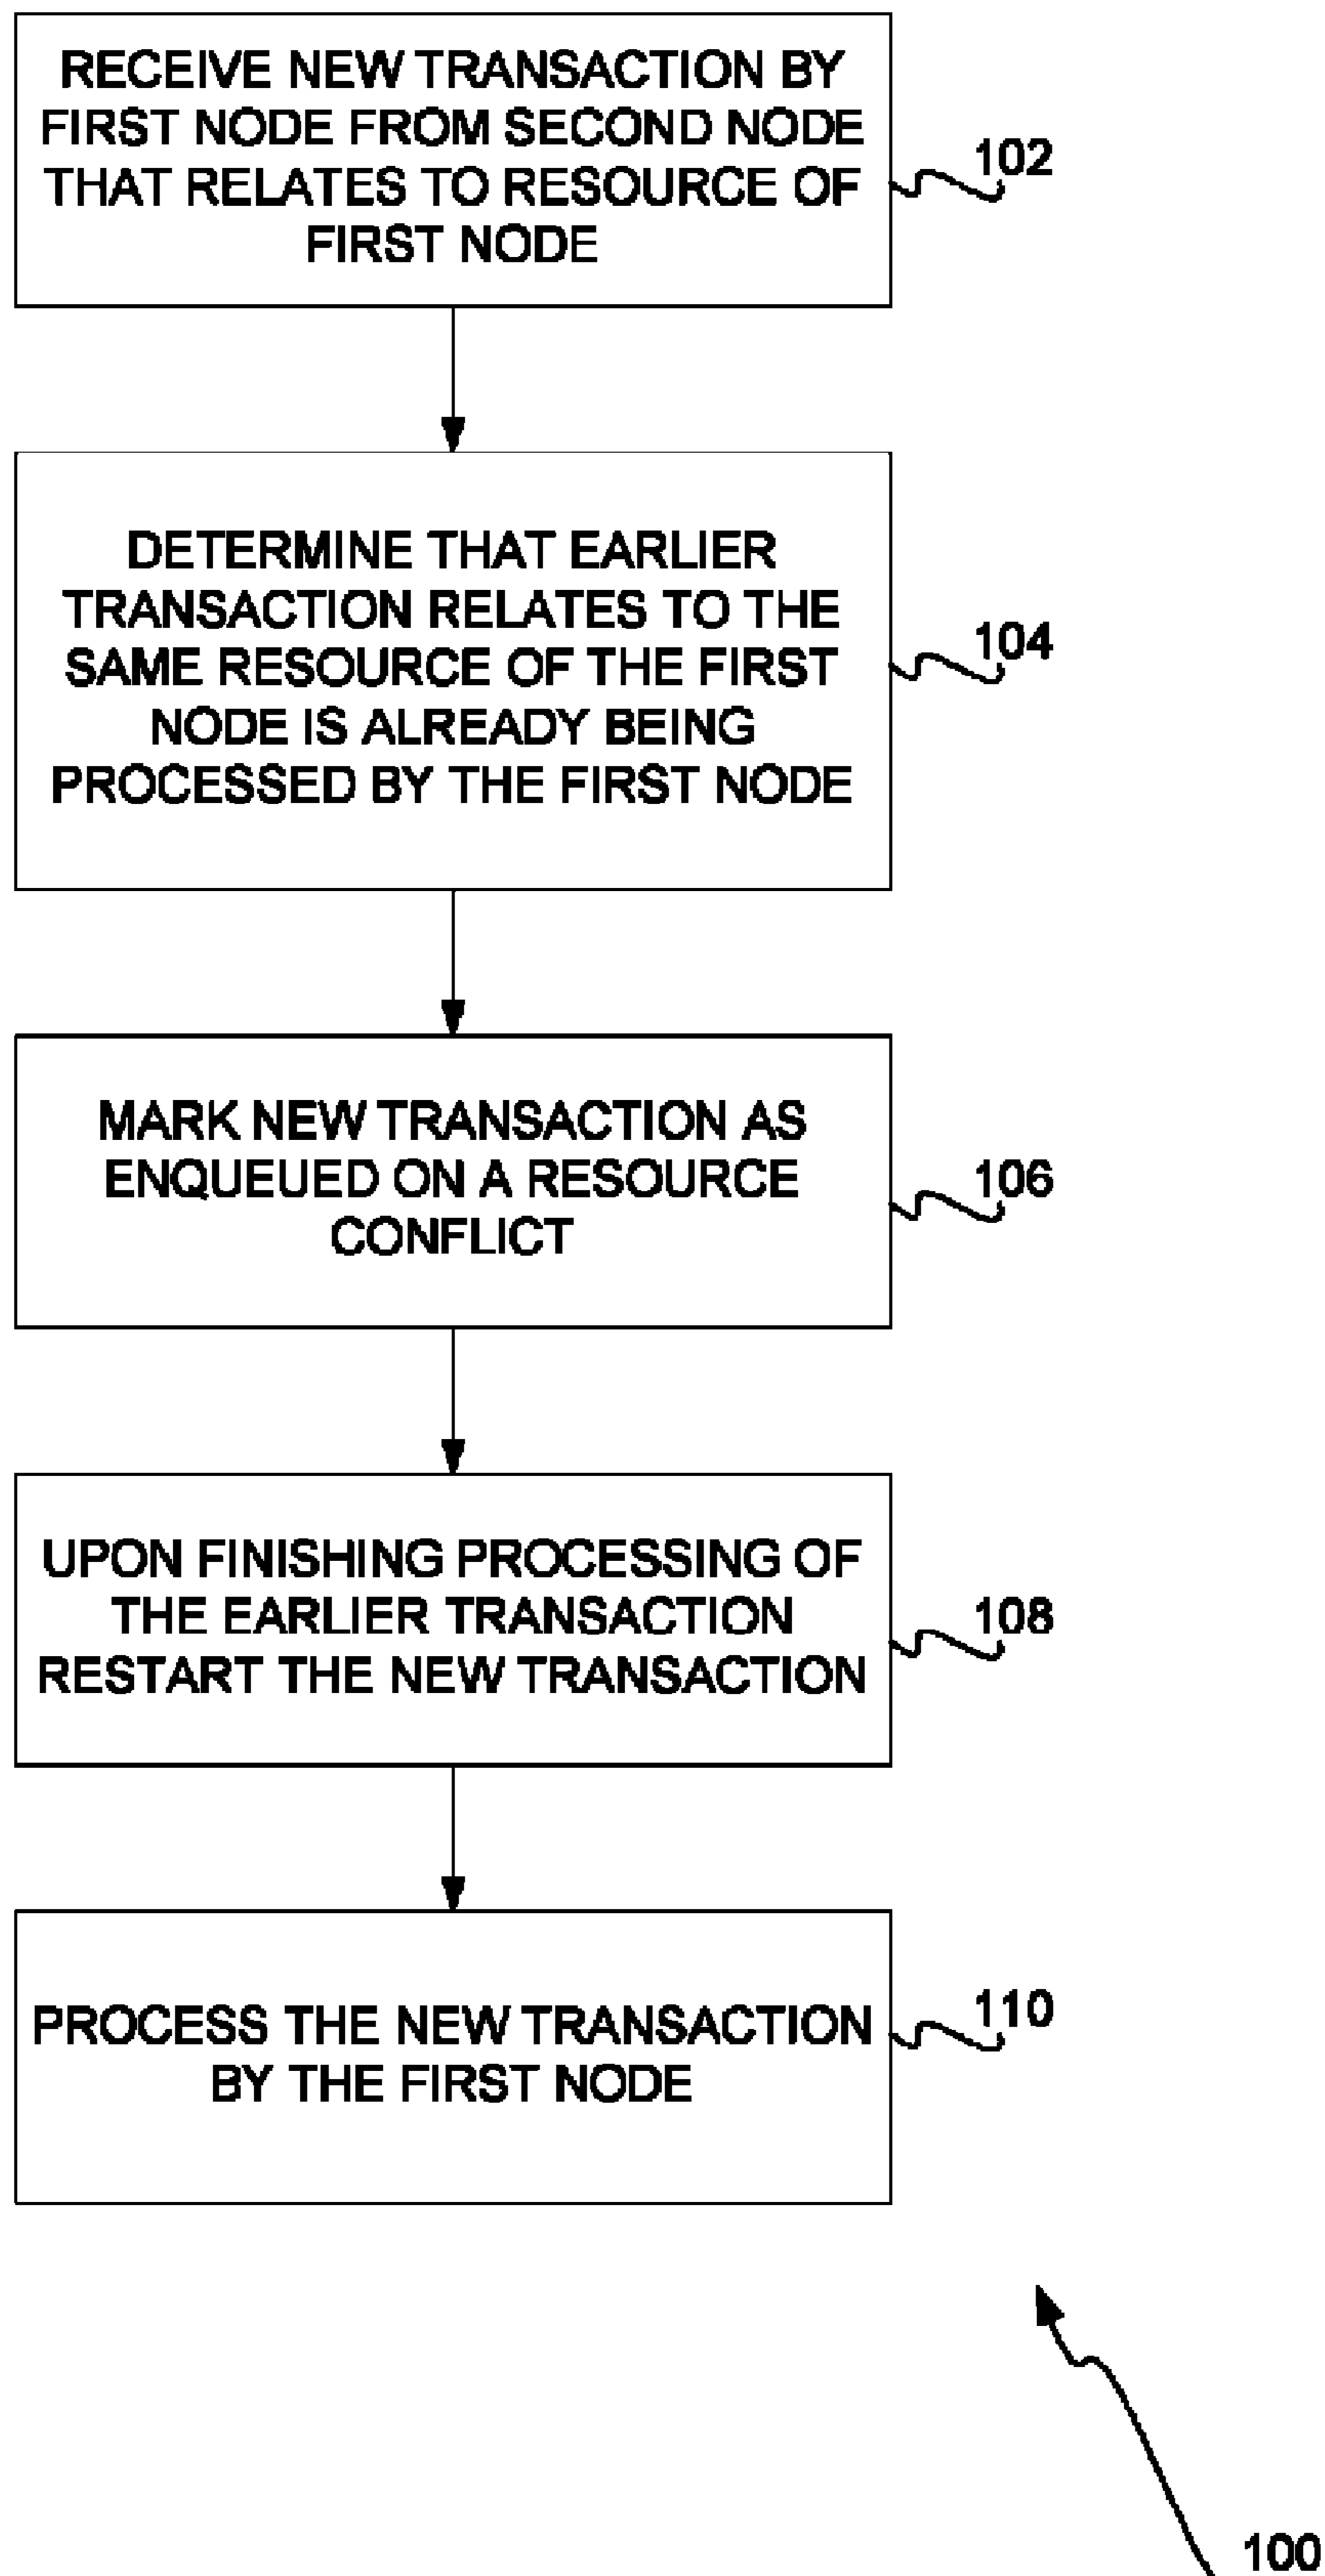 RECEIVE NEW TRANSACTION BY
FIRST NODE FROM SECOND NODE
THAT RELATES TO RESOURCE OF
FIRST NODE
102
DETERMINE THAT EARLIER
TRANSACTION RELATES TO THE
SAME RESOURCE OF THE FIRST
NODE IS ALREADY BEING
PROCESSED BY THE FIRST NODE
104
MARK NEW TRANSACTION AS
ENQUEUED ON A RESOURCE
CONFLICT
106
UPON FINISHING PROCESSING OF
THE EARLIER TRANSACTION
RESTART THE NEW TRANSACTION
108
PROCESS THE NEW TRANSACTION
BY THE FIRST NODE
110
100